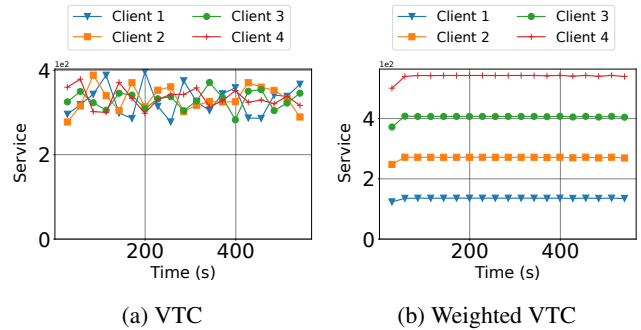 Client 1 Client 3
Client 2 Client 4
1e2
4
2
0
Service
200 400
Time (s)
(a) VTC
Client 1 Client 3
Client 2 Client 4
1e2
4
2
0
Service
200 400
Time (s)
(b) Weighted VTC